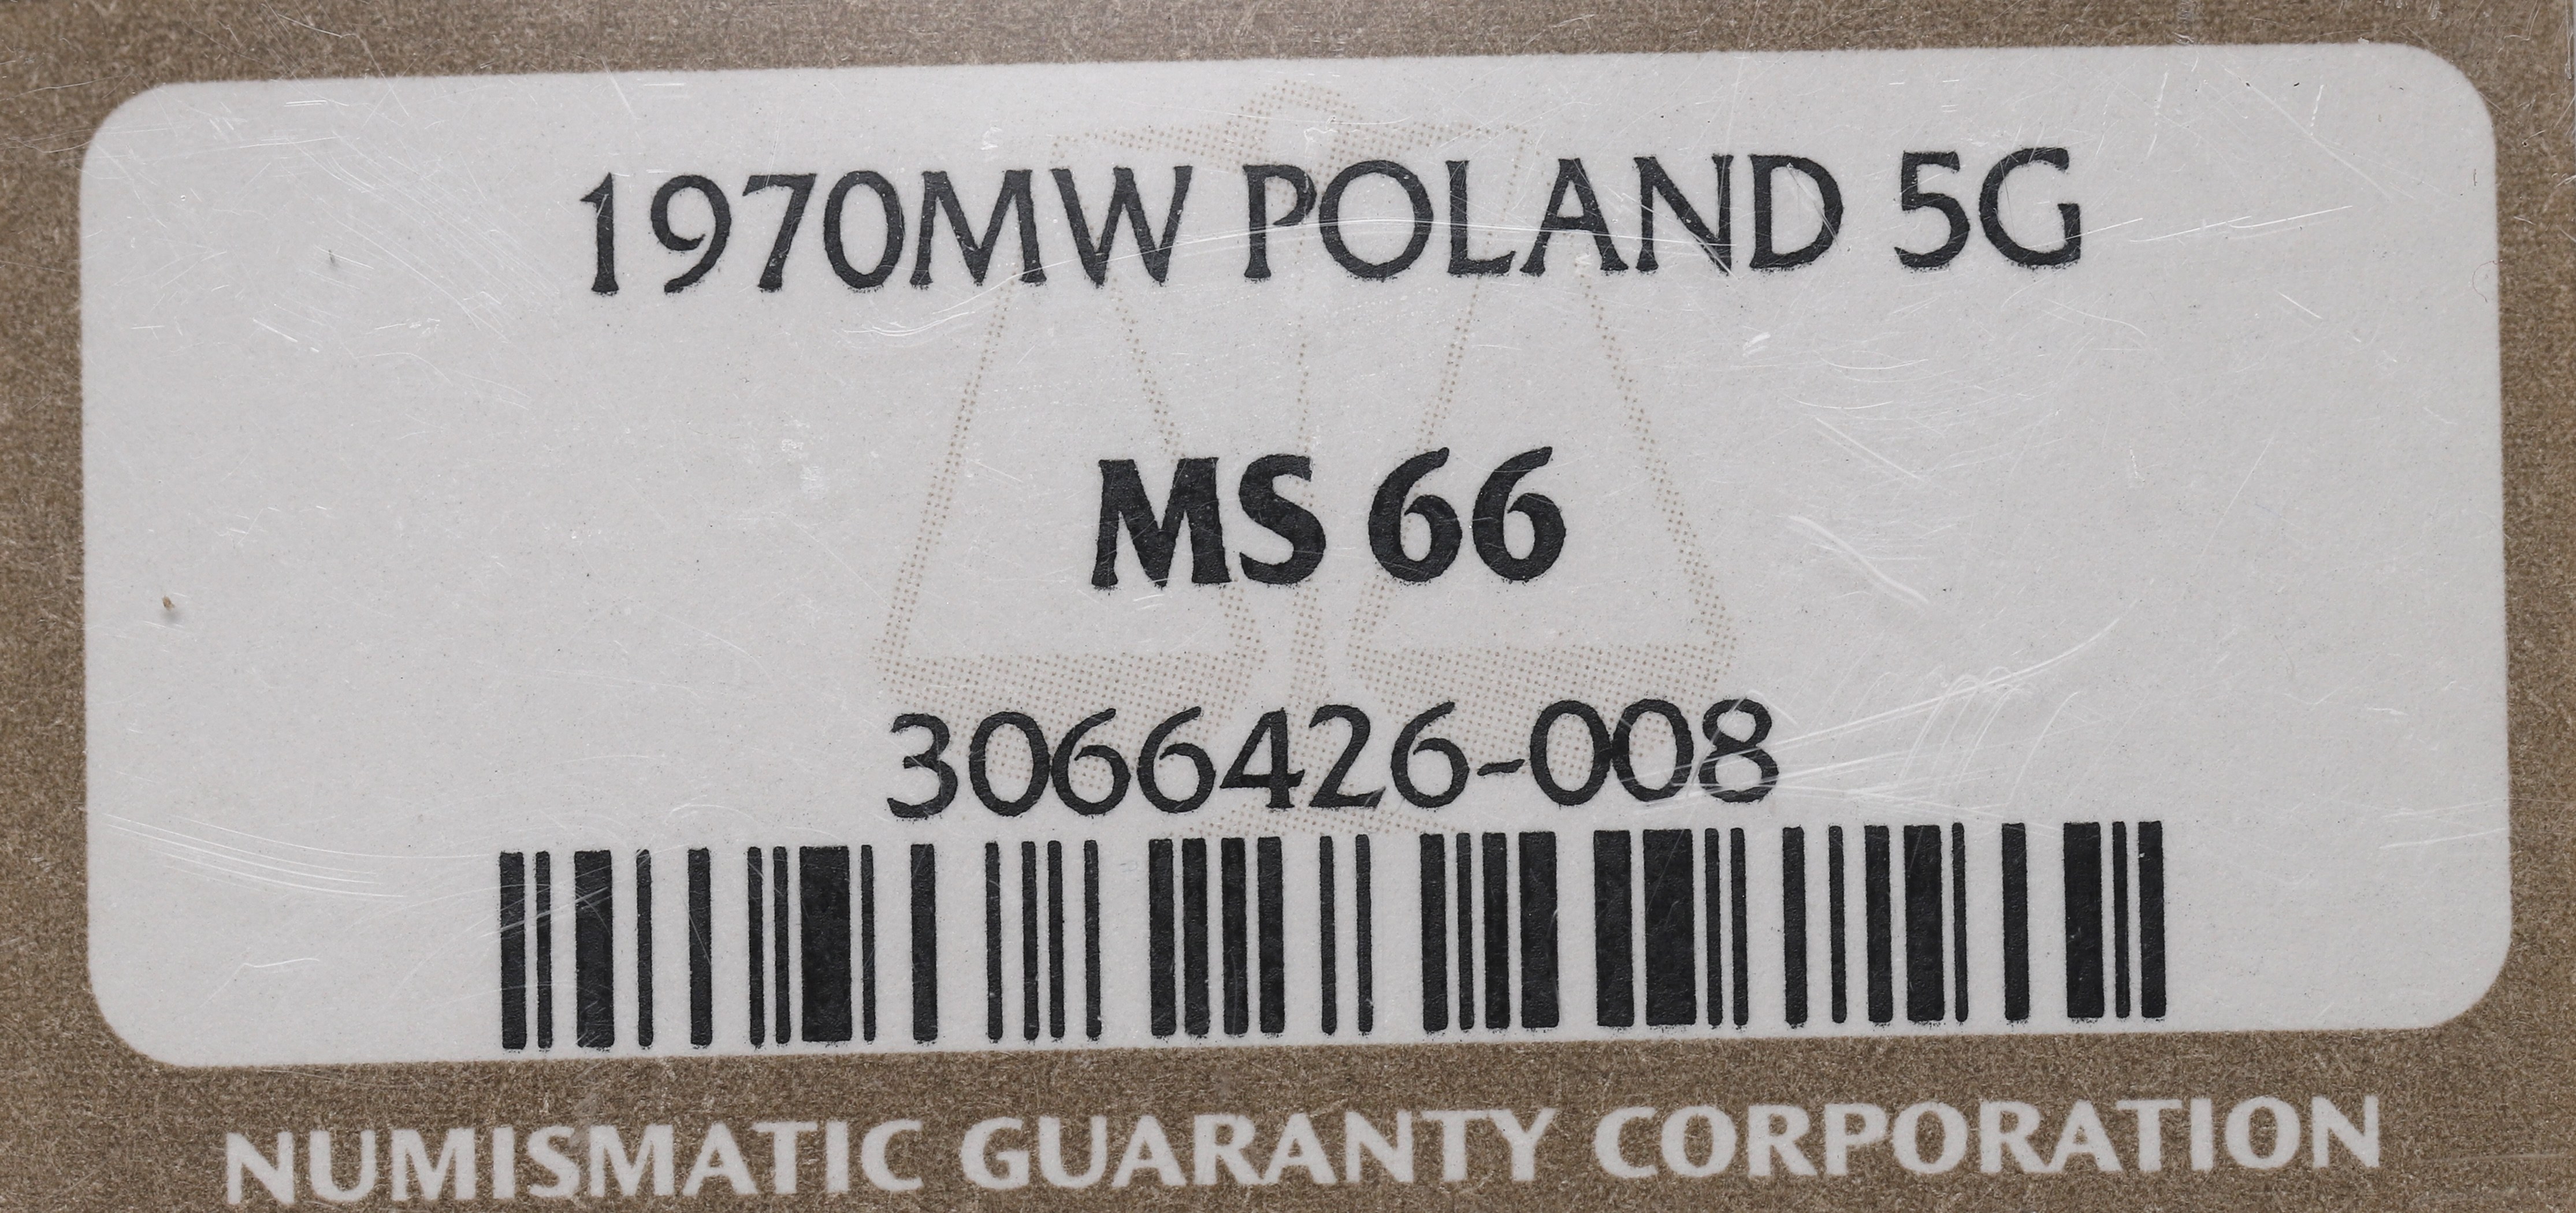 1970MW POLAND 5G
MS 66
3066426-008
NUMISMATIC GUARANTY CORPORATION